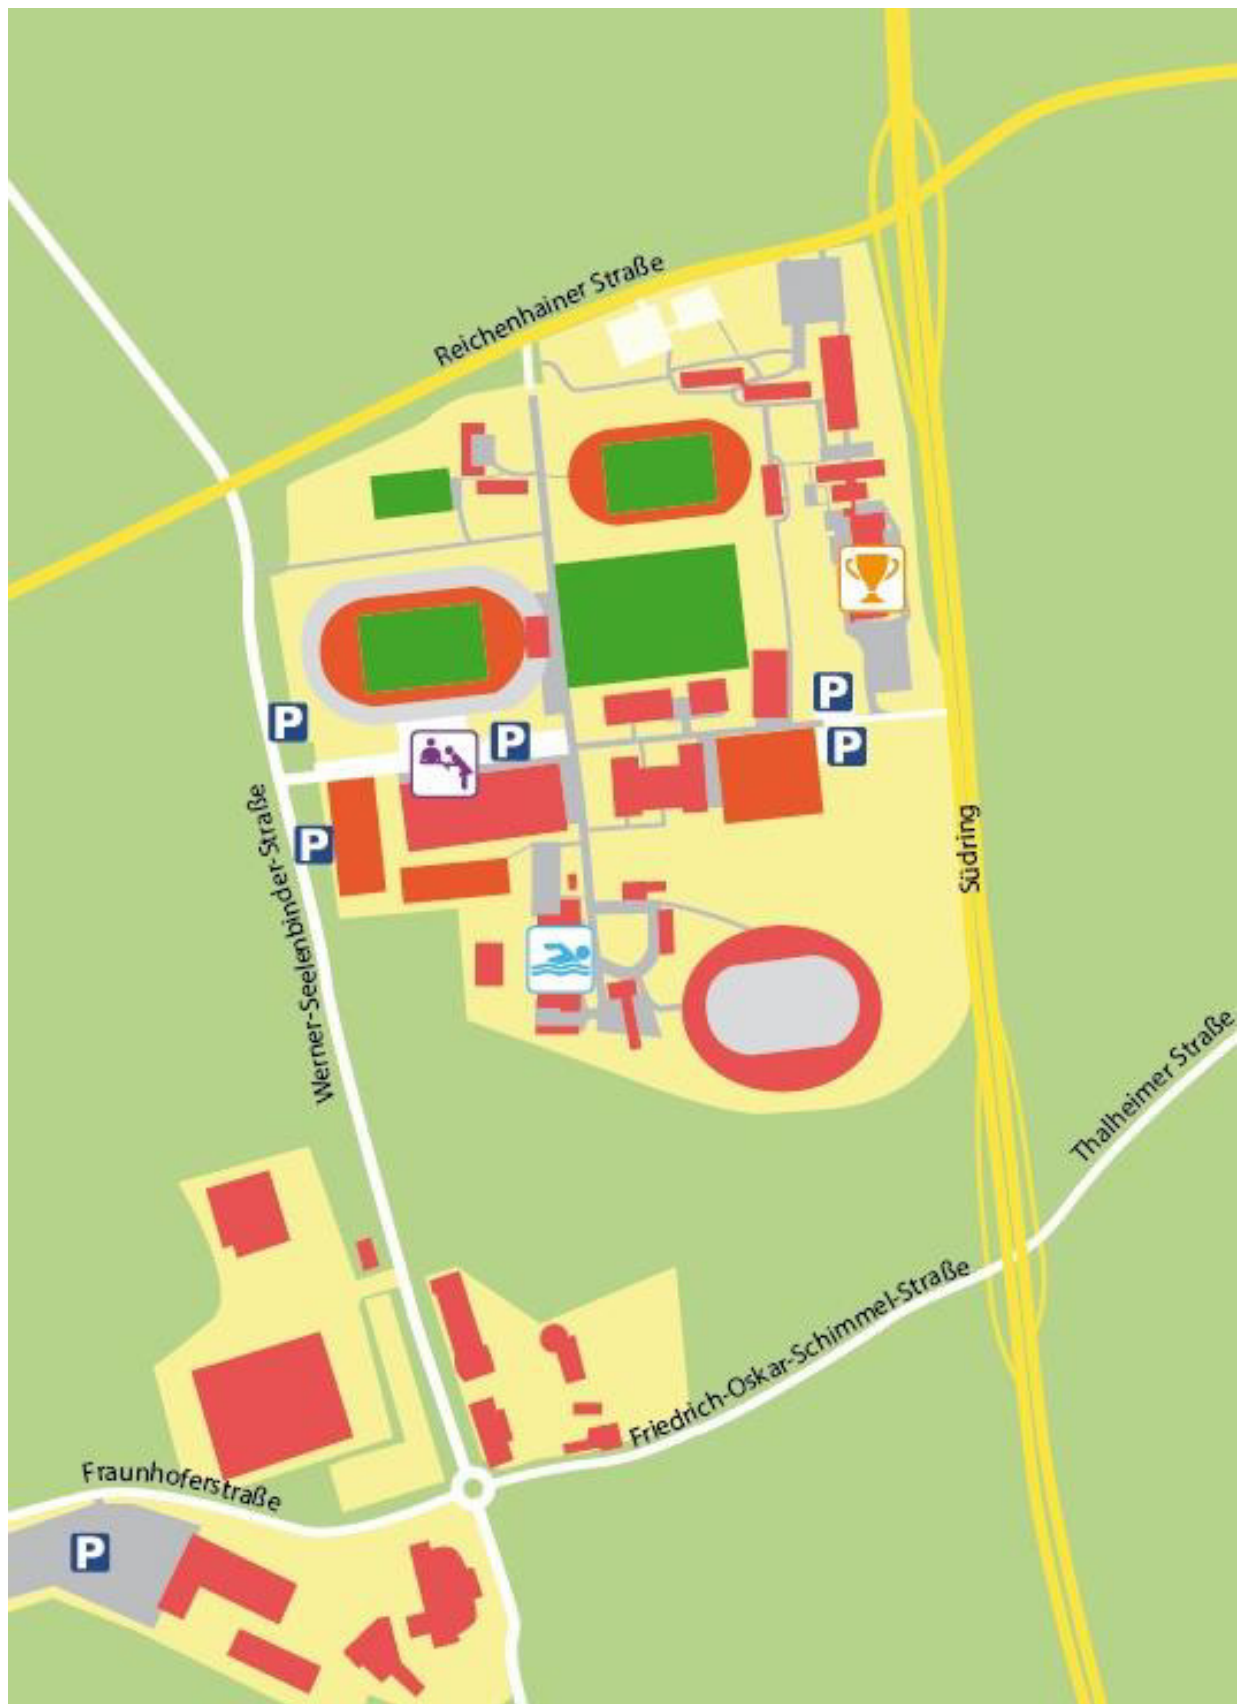 Reichenhainer Straße
P
P
P
P
Werner-Seelenbinder-Straße
Südring
P
Thalheimer Straße
Friedrich-Oskar-Schimmel-Straße
Fraunhoferstraße
P